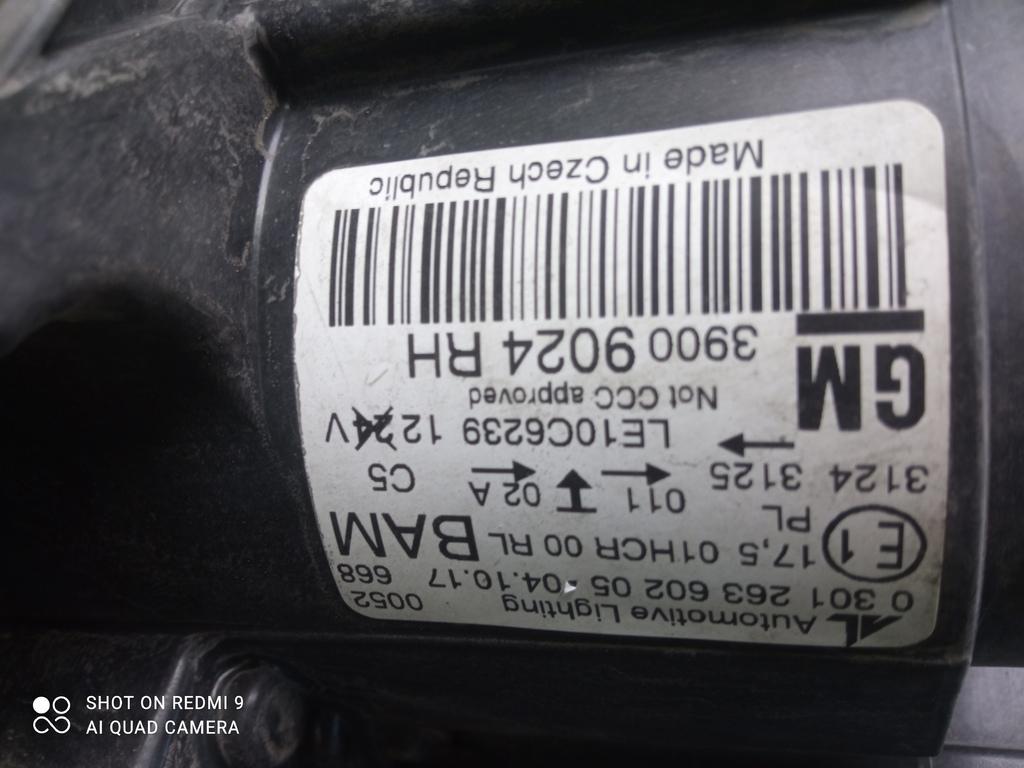 AL Automotive Lighting 0052
0 301 263 602 05 - 04.10.17 668
E1 17,5 01HCR 00 RL BAM
PL
3124 3125 011 02 A C5
LE10C6239 1224V
Not CCC approved
GM 3900 9024 RH
Made in Czech Republic
SHOT ON REDMI 9
AI QUAD CAMERA